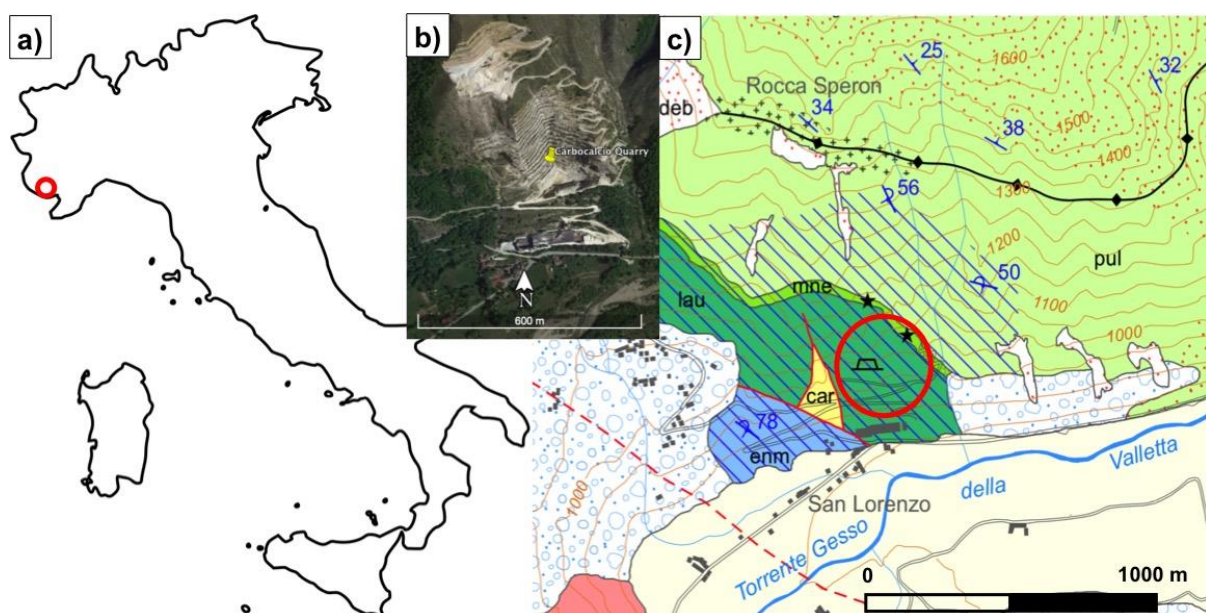 a)
b)
Carbocalcio Quarry
N
600 m
c)
25
1600
32
Rocca Speron
deb
34
38
1500
1400
1300
56
1200
50
pul
mne
lau
1100
1000
car
78
enm
1000
San Lorenzo
Torrente Gesso
della
Valletta
0
1000 m